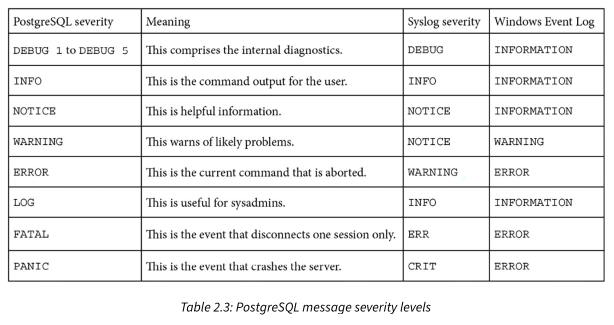 PostgreSQL severity Meaning Syslog severity Windows Event Log
DEBUG 1 to DEBUG 5 This comprises the internal diagnostics. DEBUG INFORMATION
INFO This is the command output for the user. INFO INFORMATION
NOTICE This is helpful information. NOTICE INFORMATION
WARNING This warns of likely problems. NOTICE WARNING
ERROR This is the current command that is aborted. WARNING ERROR
LOG This is useful for sysadmins. INFO INFORMATION
FATAL This is the event that disconnects one session only. ERR ERROR
PANIC This is the event that crashes the server. CRIT ERROR
Table 2.3: PostgreSQL message severity levels